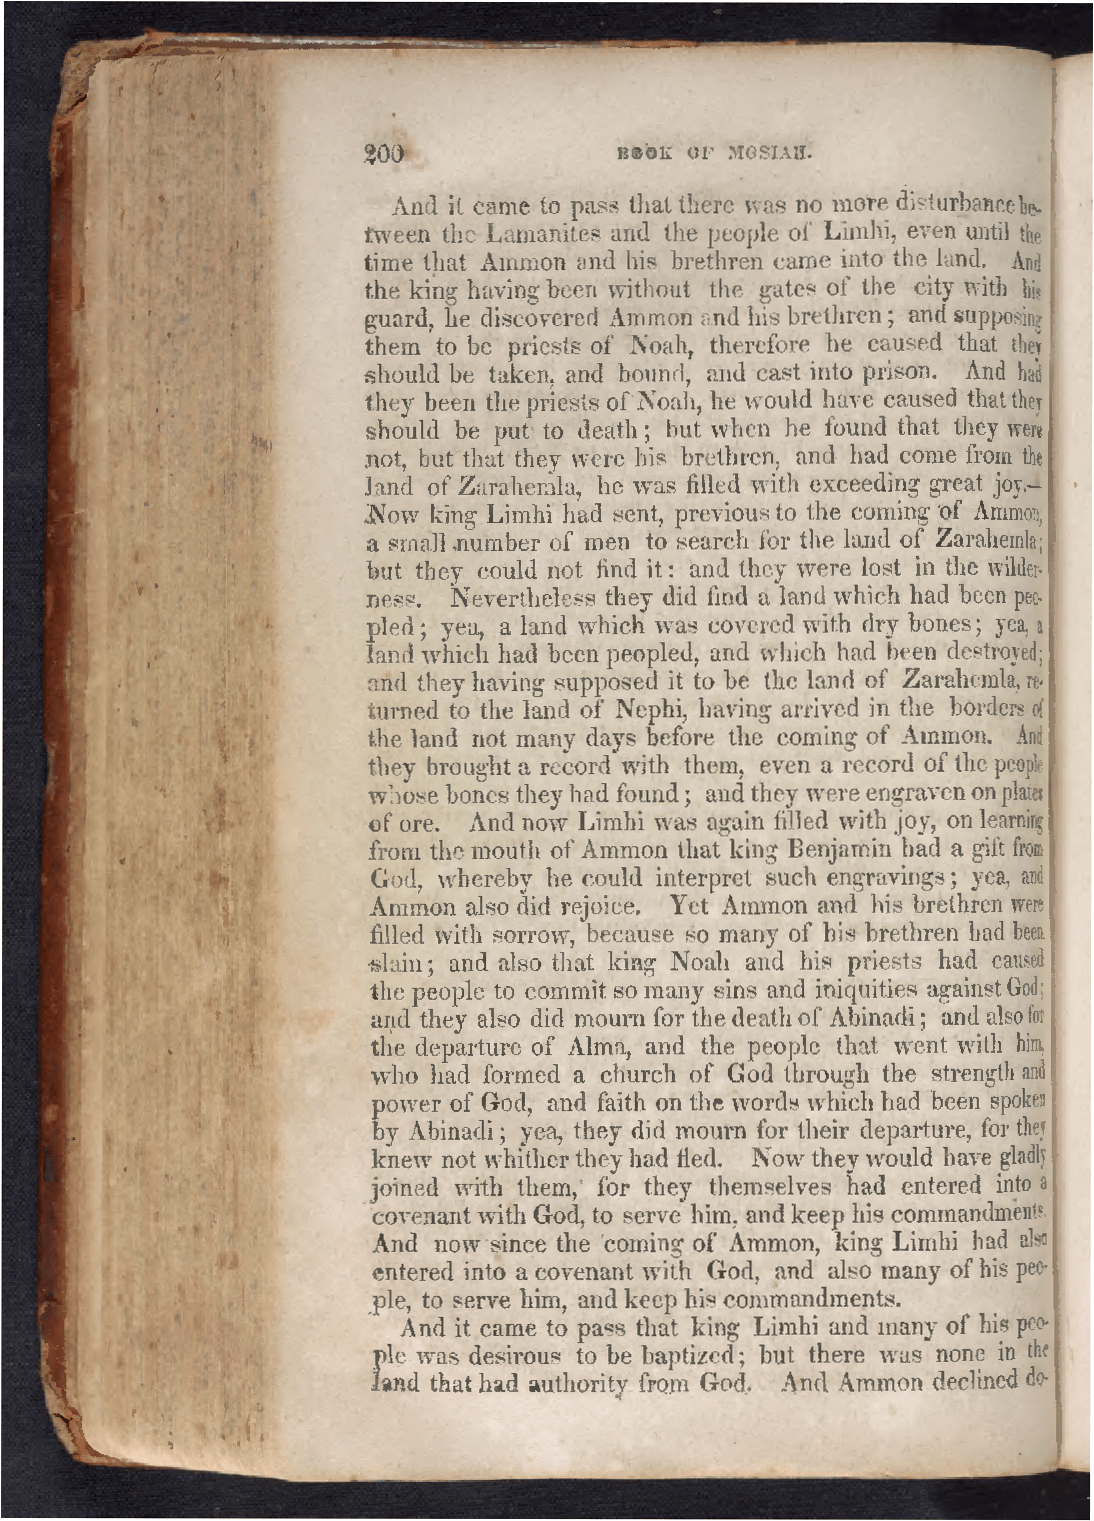 200 BOOK OF MOSIAH.
And it came to pass that there was no more disturbance be-
tween the Lamanites and the people of Limhi, even until the
time that Ammon and his brethren came into the land. And
the king having been without the gates of the city with his
guard, he discovered Ammon and his brethren; and supposing
them to be priests of Noah, therefore he caused that they
should be taken, and bound, and cast into prison. And had
they been the priests of Noah, he would have caused that they
should be put to death; but when he found that they were
not, but that they were his brethren, and had come from the
land of Zarahemla, he was filled with exceeding great joy.—
Now king Limhi had sent, previous to the coming of Ammon,
a small number of men to search for the land of Zarahemla;
but they could not find it: and they were lost in the wilder-
ness. Nevertheless they did find a land which had been peo-
pled; yea, a land which was covered with dry bones; yea, a
land which had been peopled, and which had been destroyed;
and they having supposed it to be the land of Zarahemla, re-
turned to the land of Nephi, having arrived in the borders of
the land not many days before the coming of Ammon. And
they brought a record with them, even a record of the people
whose bones they had found; and they were engraven on plates
of ore. And now Limhi was again filled with joy, on learning
from the mouth of Ammon that king Benjamin had a gift from
God, whereby he could interpret such engravings; yea, and
Ammon also did rejoice. Yet Ammon and his brethren were
filled with sorrow, because so many of his brethren had been
slain; and also that king Noah and his priests had caused
the people to commit so many sins and iniquities against God;
and they also did mourn for the death of Abinadi; and also for
the departure of Alma, and the people that went with him,
who had formed a church of God through the strength and
power of God, and faith on the words which had been spoken
by Abinadi; yea, they did mourn for their departure, for they
knew not whither they had fled. Now they would have gladly
joined with them, for they themselves had entered into a
covenant with God, to serve him, and keep his commandments.
And now since the coming of Ammon, king Limhi had also
entered into a covenant with God, and also many of his peo-
ple, to serve him, and keep his commandments.
And it came to pass that king Limhi and many of his peo-
ple was desirous to be baptized; but there was none in the
land that had authority from God. And Ammon declined do-